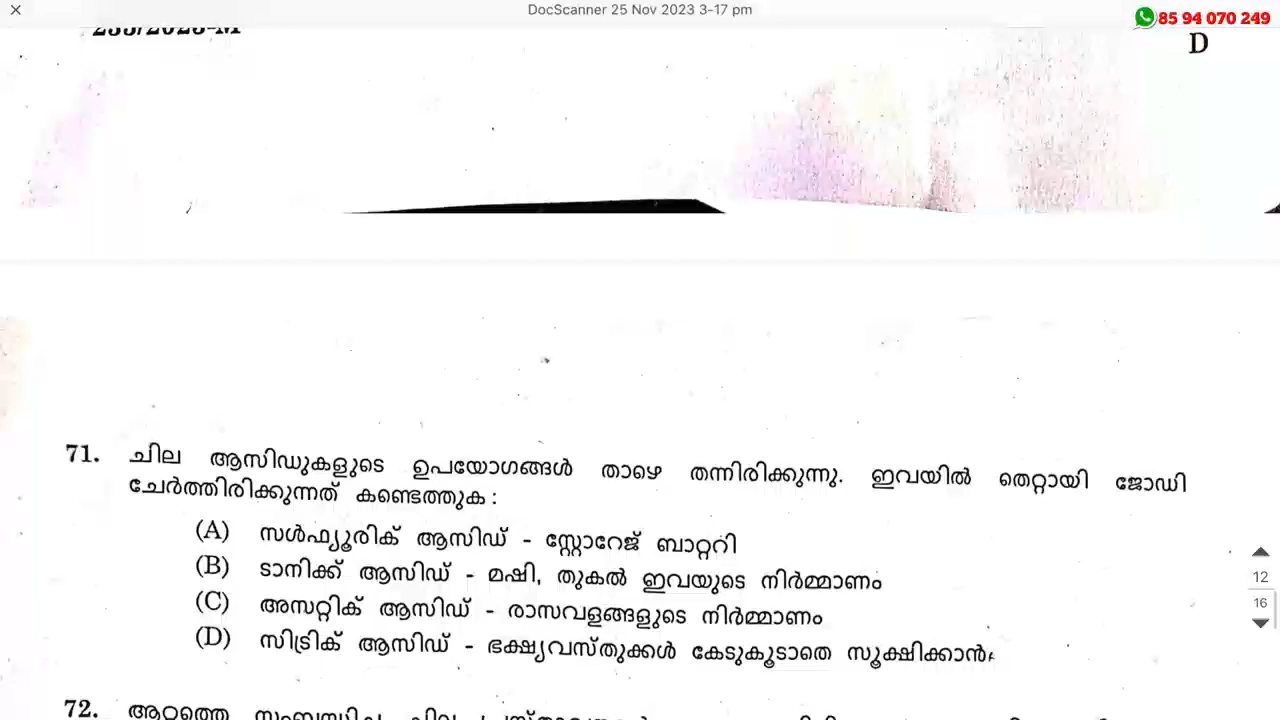 DocScanner 25 Nov 2023 3-17 pm
85 94 070 249
D
71. ചില ആസിഡുകളുടെ ഉപയോഗങ്ങൾ താഴെ തന്നിരിക്കുന്നു. ഇവയിൽ തെറ്റായി ജോഡി
ചേർത്തിരിക്കുന്നത് കണ്ടെത്തുക :
(A) സൾഫ്യൂരിക് ആസിഡ് - സ്റ്റോറേജ് ബാറ്ററി
(B) ടാനിക്ക് ആസിഡ് - മഷി, തുകൽ ഇവയുടെ നിർമ്മാണം
(C) അസറ്റിക് ആസിഡ് - രാസവളങ്ങളുടെ നിർമ്മാണം
(D) സിട്രിക് ആസിഡ് - ഭക്ഷ്യവസ്തുക്കൾ കേടുകൂടാതെ സൂക്ഷിക്കാൻ
12
16
72. ആറ്റത്തെ